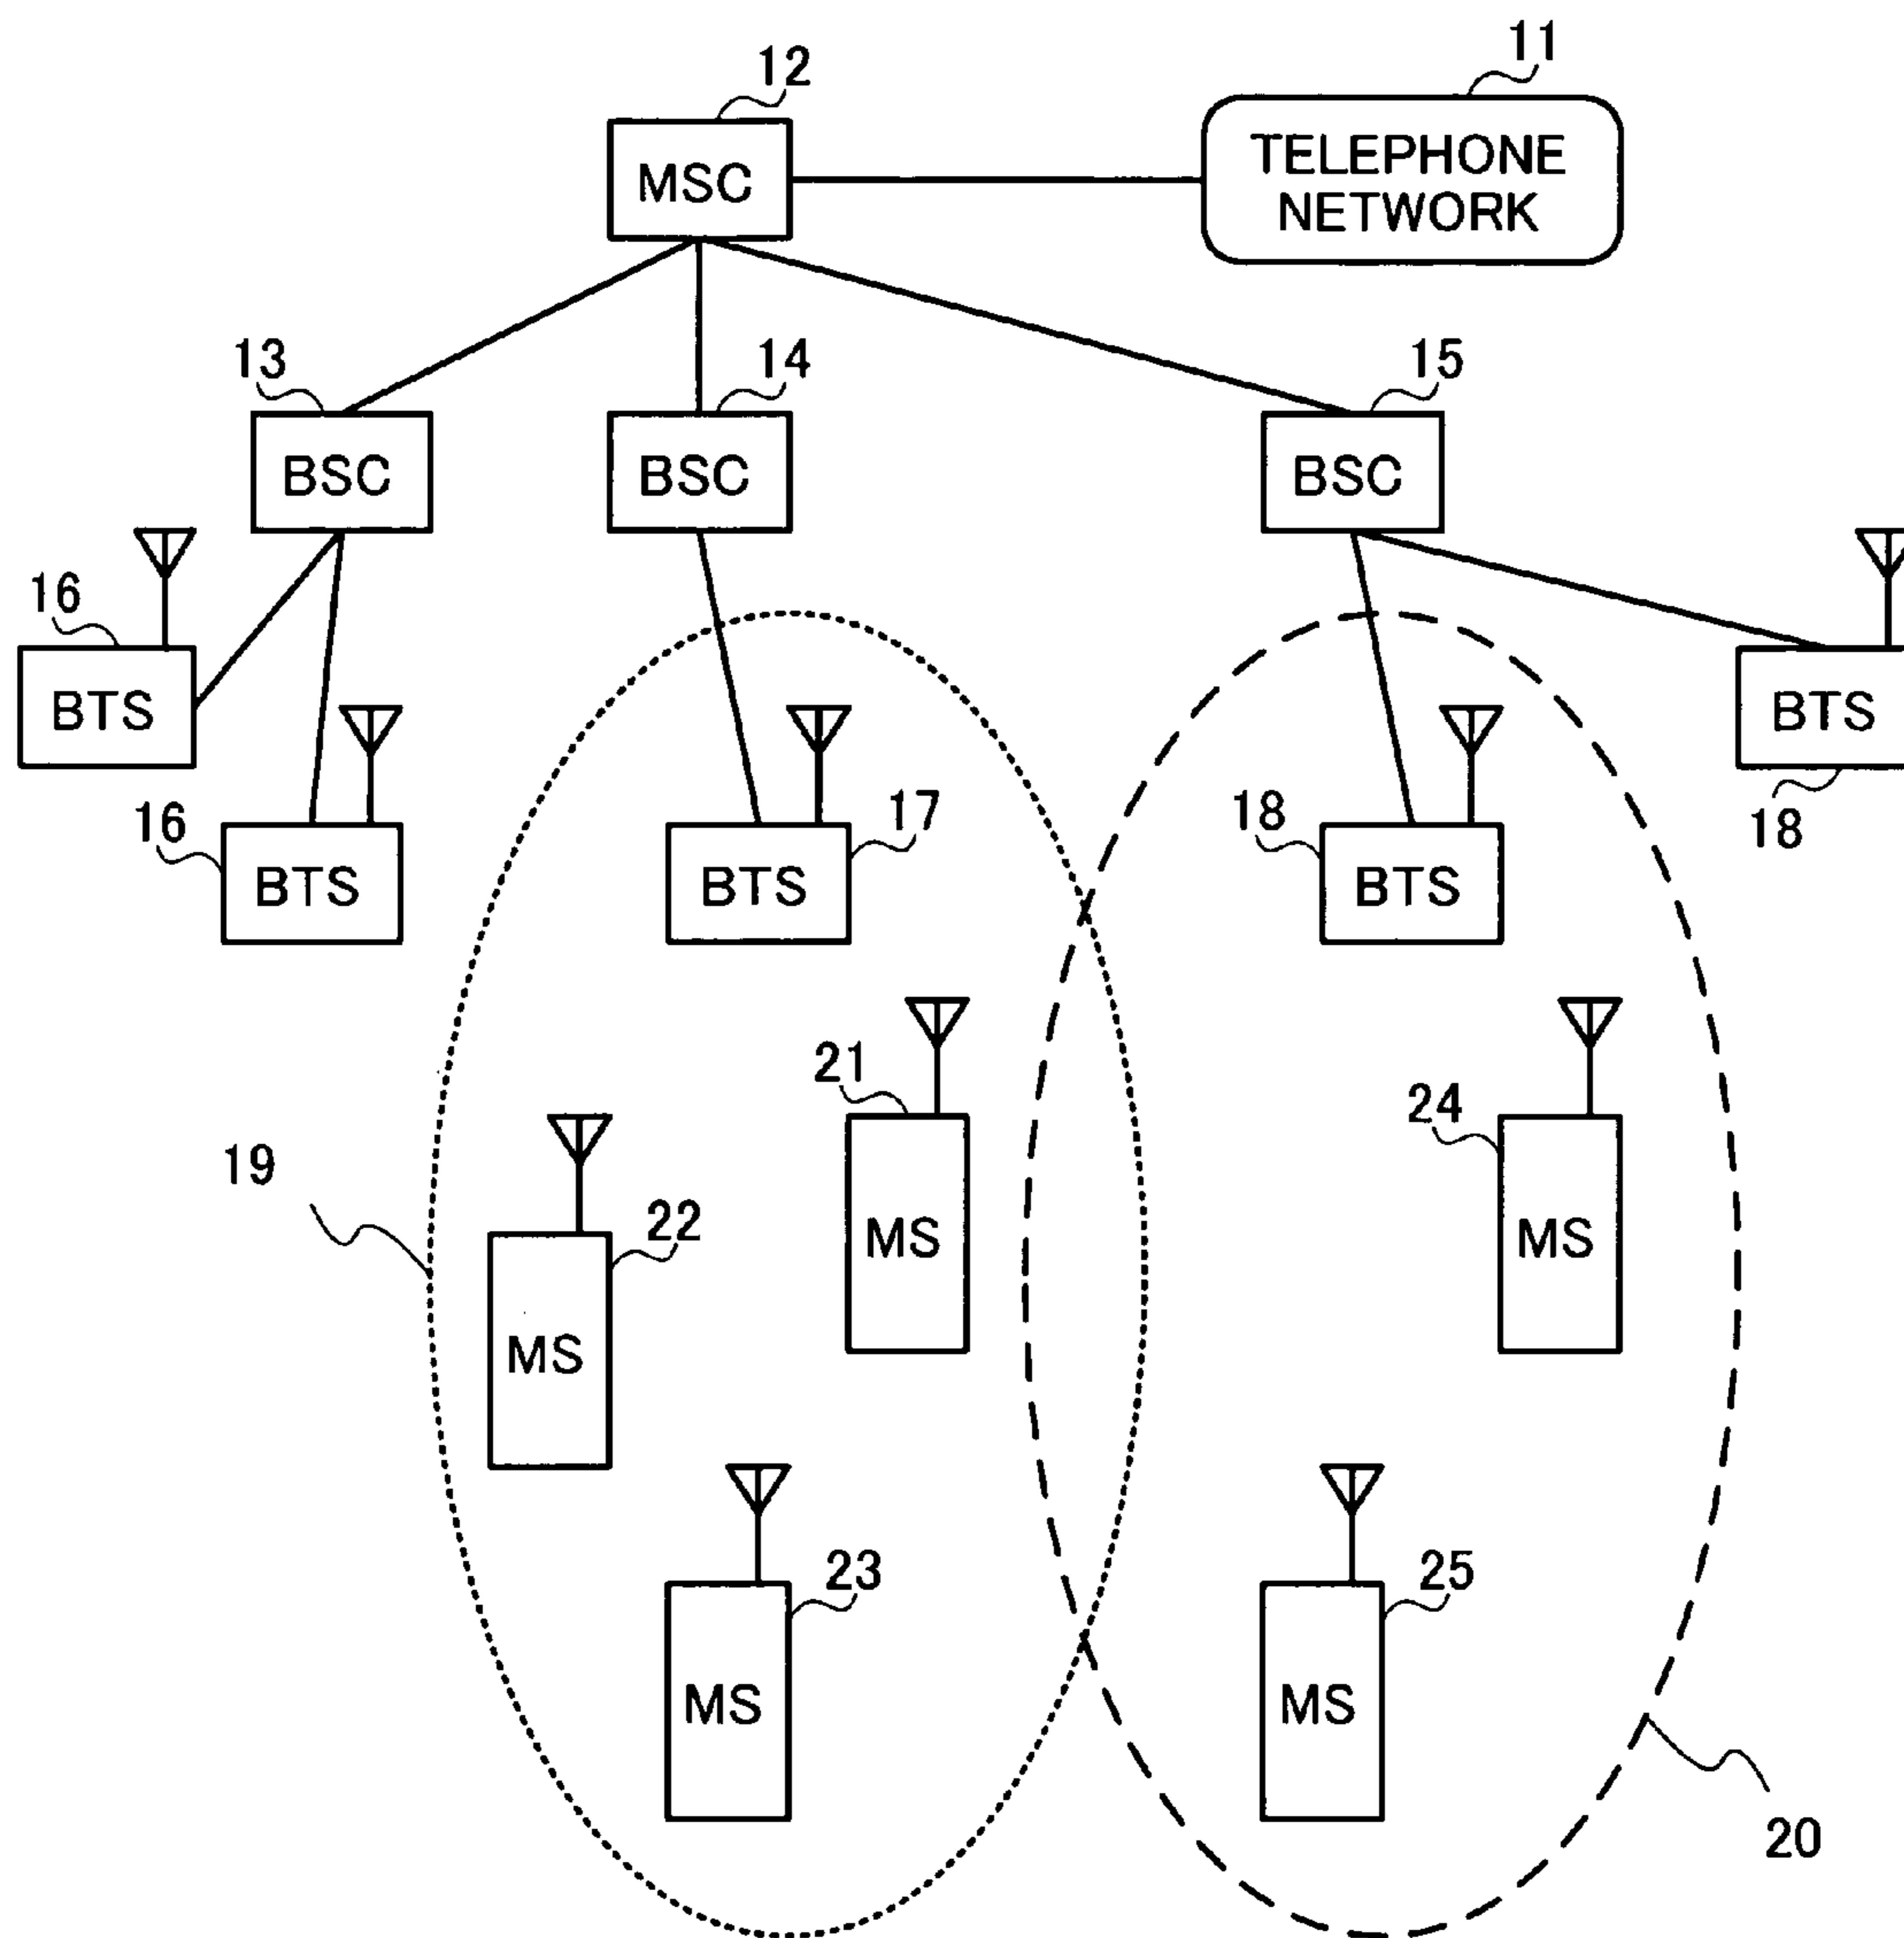 11
12
TELEPHONE
NETWORK
MSC
13
14
15
BSC
BSC
BSC
16
BTS
BTS
18
16
BTS
17
BTS
18
BTS
21
MS
24
MS
19
22
MS
23
MS
25
MS
20